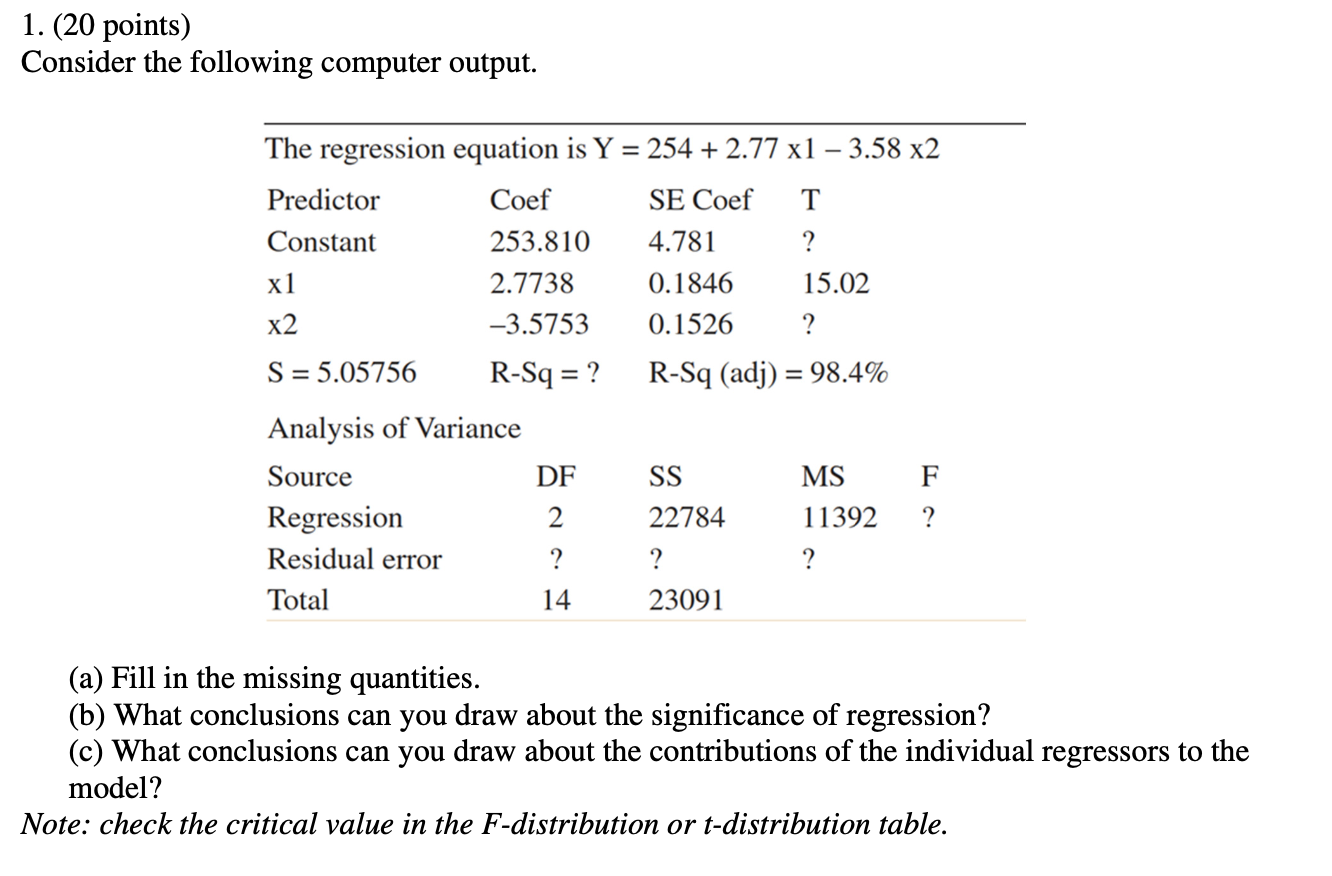 1. (20 points)
Consider the following computer output.
The regression equation is Y = 254 + 2.77 x1 – 3.58 x2
Predictor Coef SE Coef T
Constant 253.810 4.781 ?
x1 2.7738 0.1846 15.02
x2 –3.5753 0.1526 ?
S = 5.05756 R-Sq = ? R-Sq (adj) = 98.4%
Analysis of Variance
Source DF SS MS F
Regression 2 22784 11392 ?
Residual error ? ? ?
Total 14 23091
(a) Fill in the missing quantities.
(b) What conclusions can you draw about the significance of regression?
(c) What conclusions can you draw about the contributions of the individual regressors to the
model?
Note: check the critical value in the F-distribution or t-distribution table.